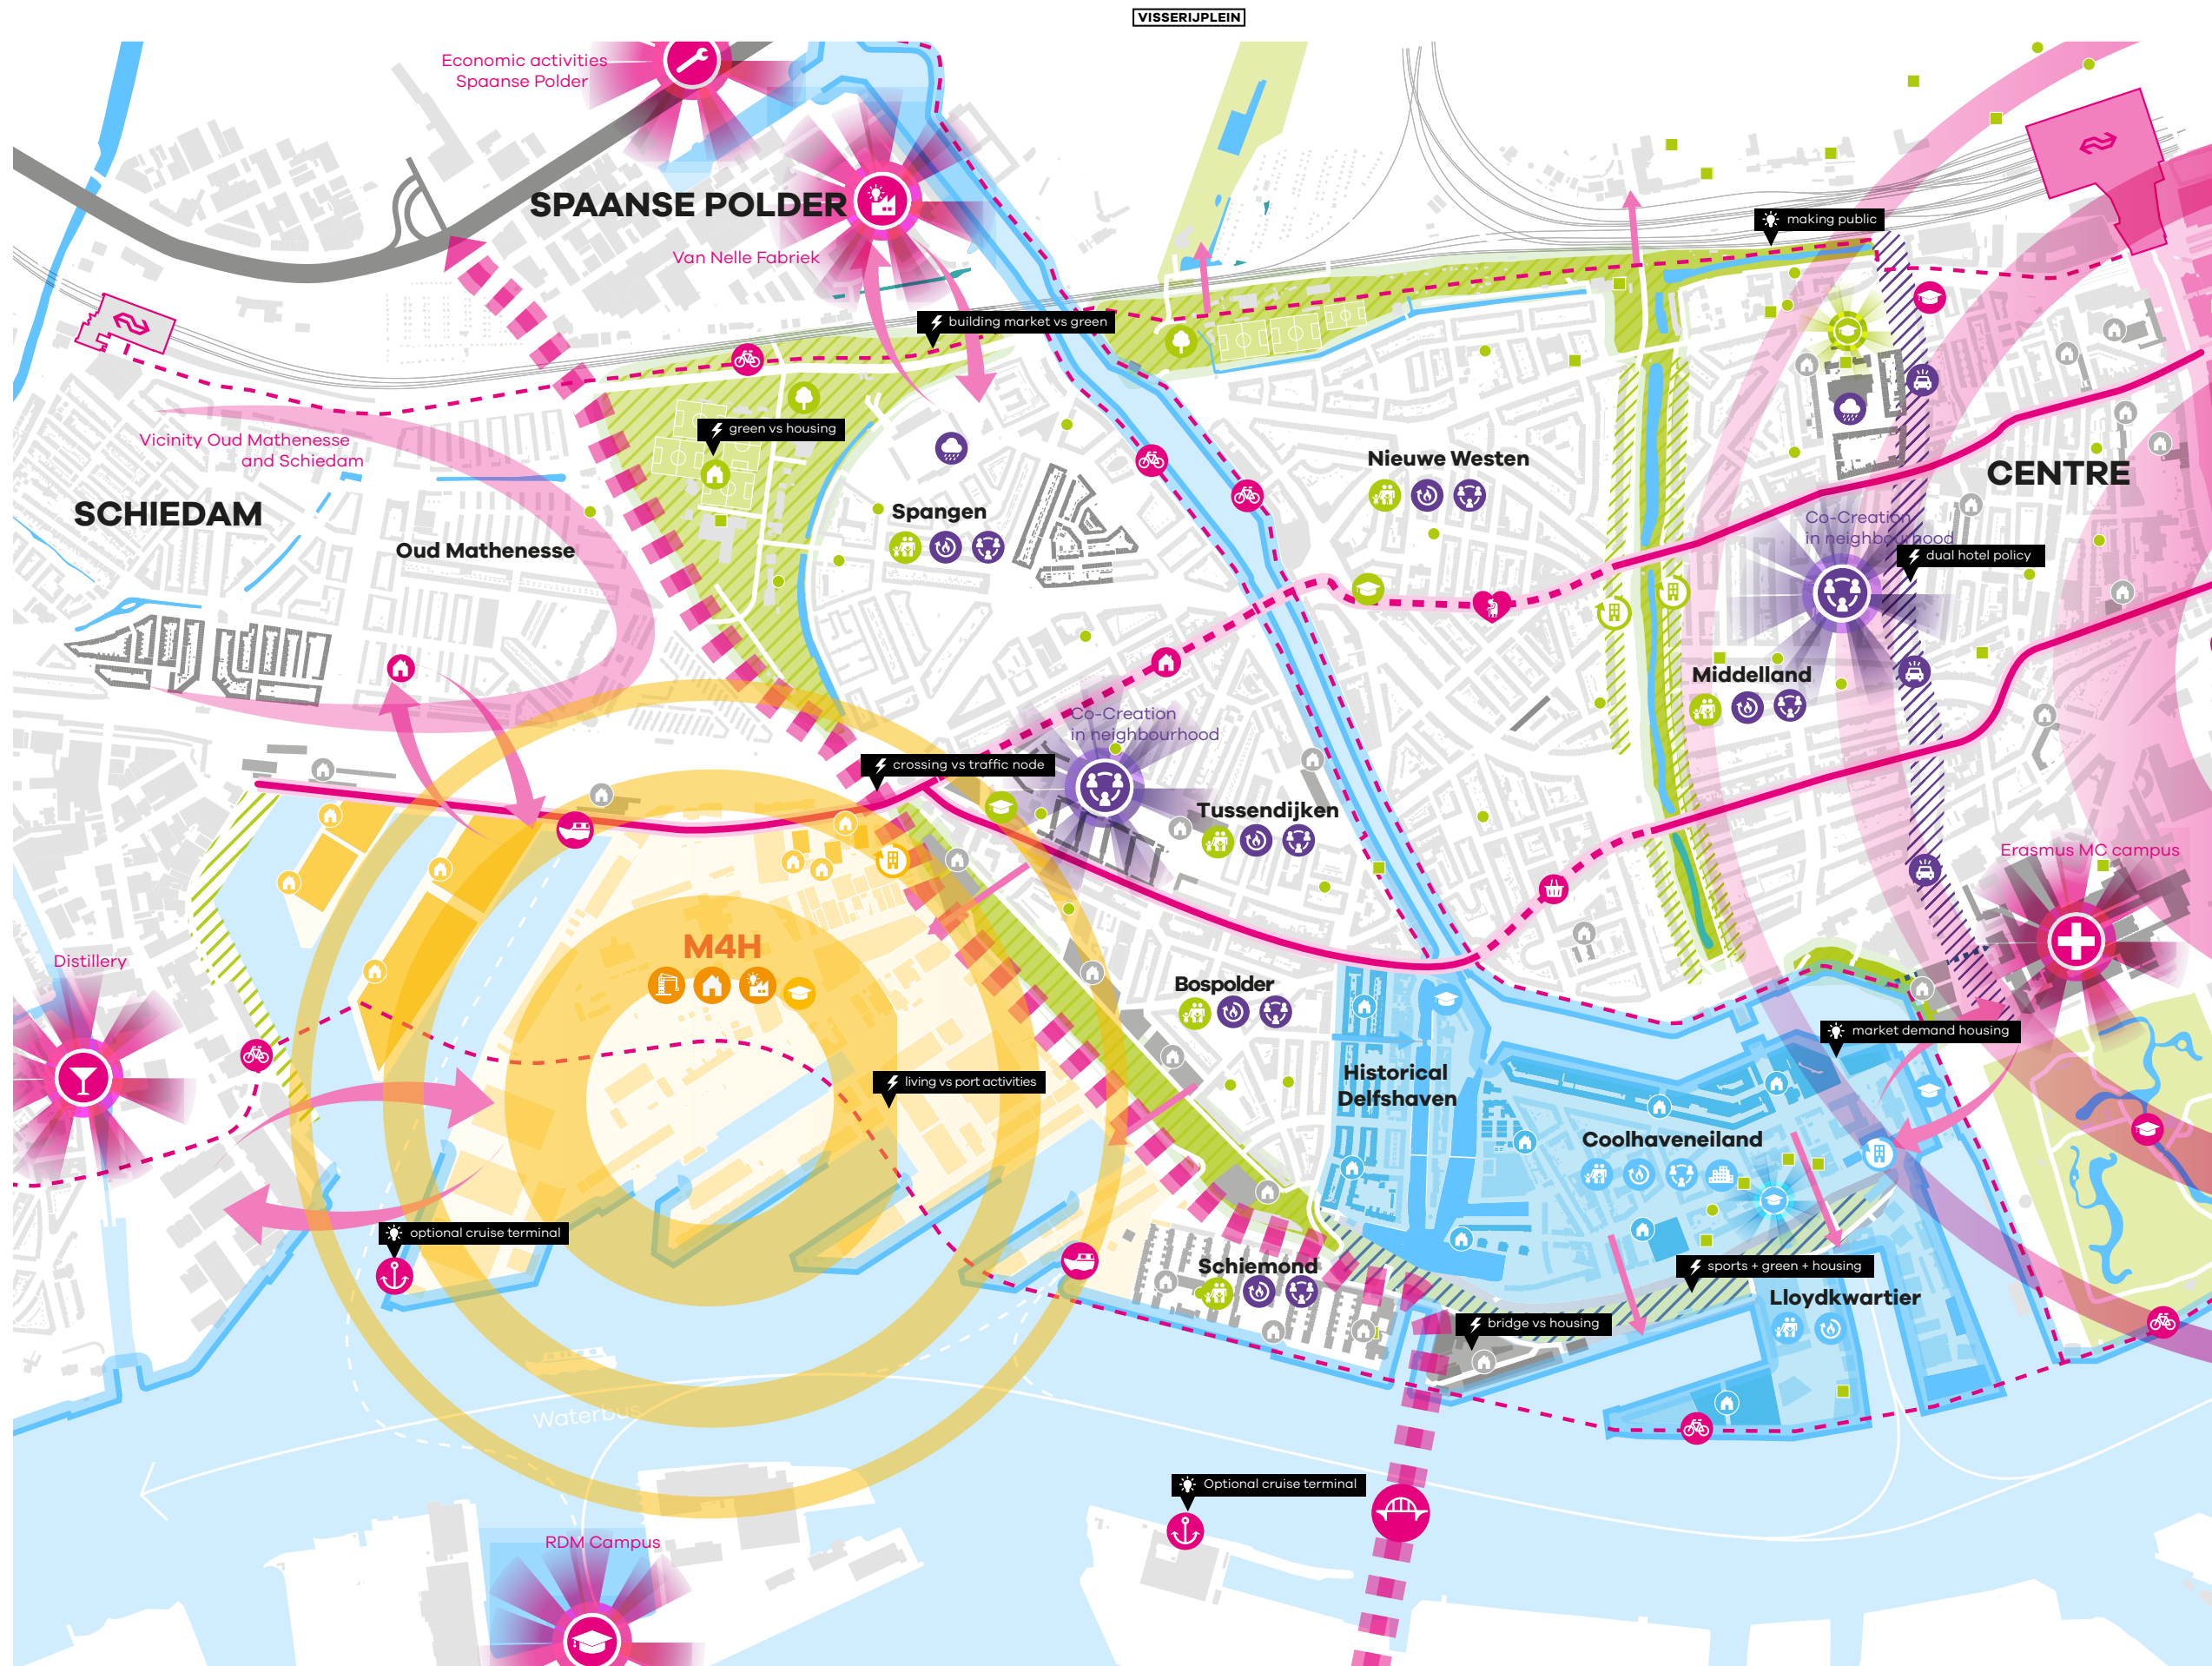 VISSERIJPLEIN
Economic activities
Spaanse Polder
SPAANSE POLDER
Van Nelle Fabriek
making public
building market vs green
green vs housing
Vicinity Oud Mathenesse
and Schiedam
SCHIEDAM
Oud Mathenesse
Spangen
Nieuwe Westen
CENTRE
Co-Creation
in neighbourhood
dual hotel policy
Middelland
Co-Creation
in neighbourhood
crossing vs traffic node
Tussendijken
Erasmus MC campus
M4H
Distillery
Bospolder
market demand housing
living vs port activities
Historical
Delfshaven
Coolhaveneiland
optional cruise terminal
Schiemond
sports + green + housing
Lloydkwartier
bridge vs housing
Waterbus
Optional cruise terminal
RDM Campus